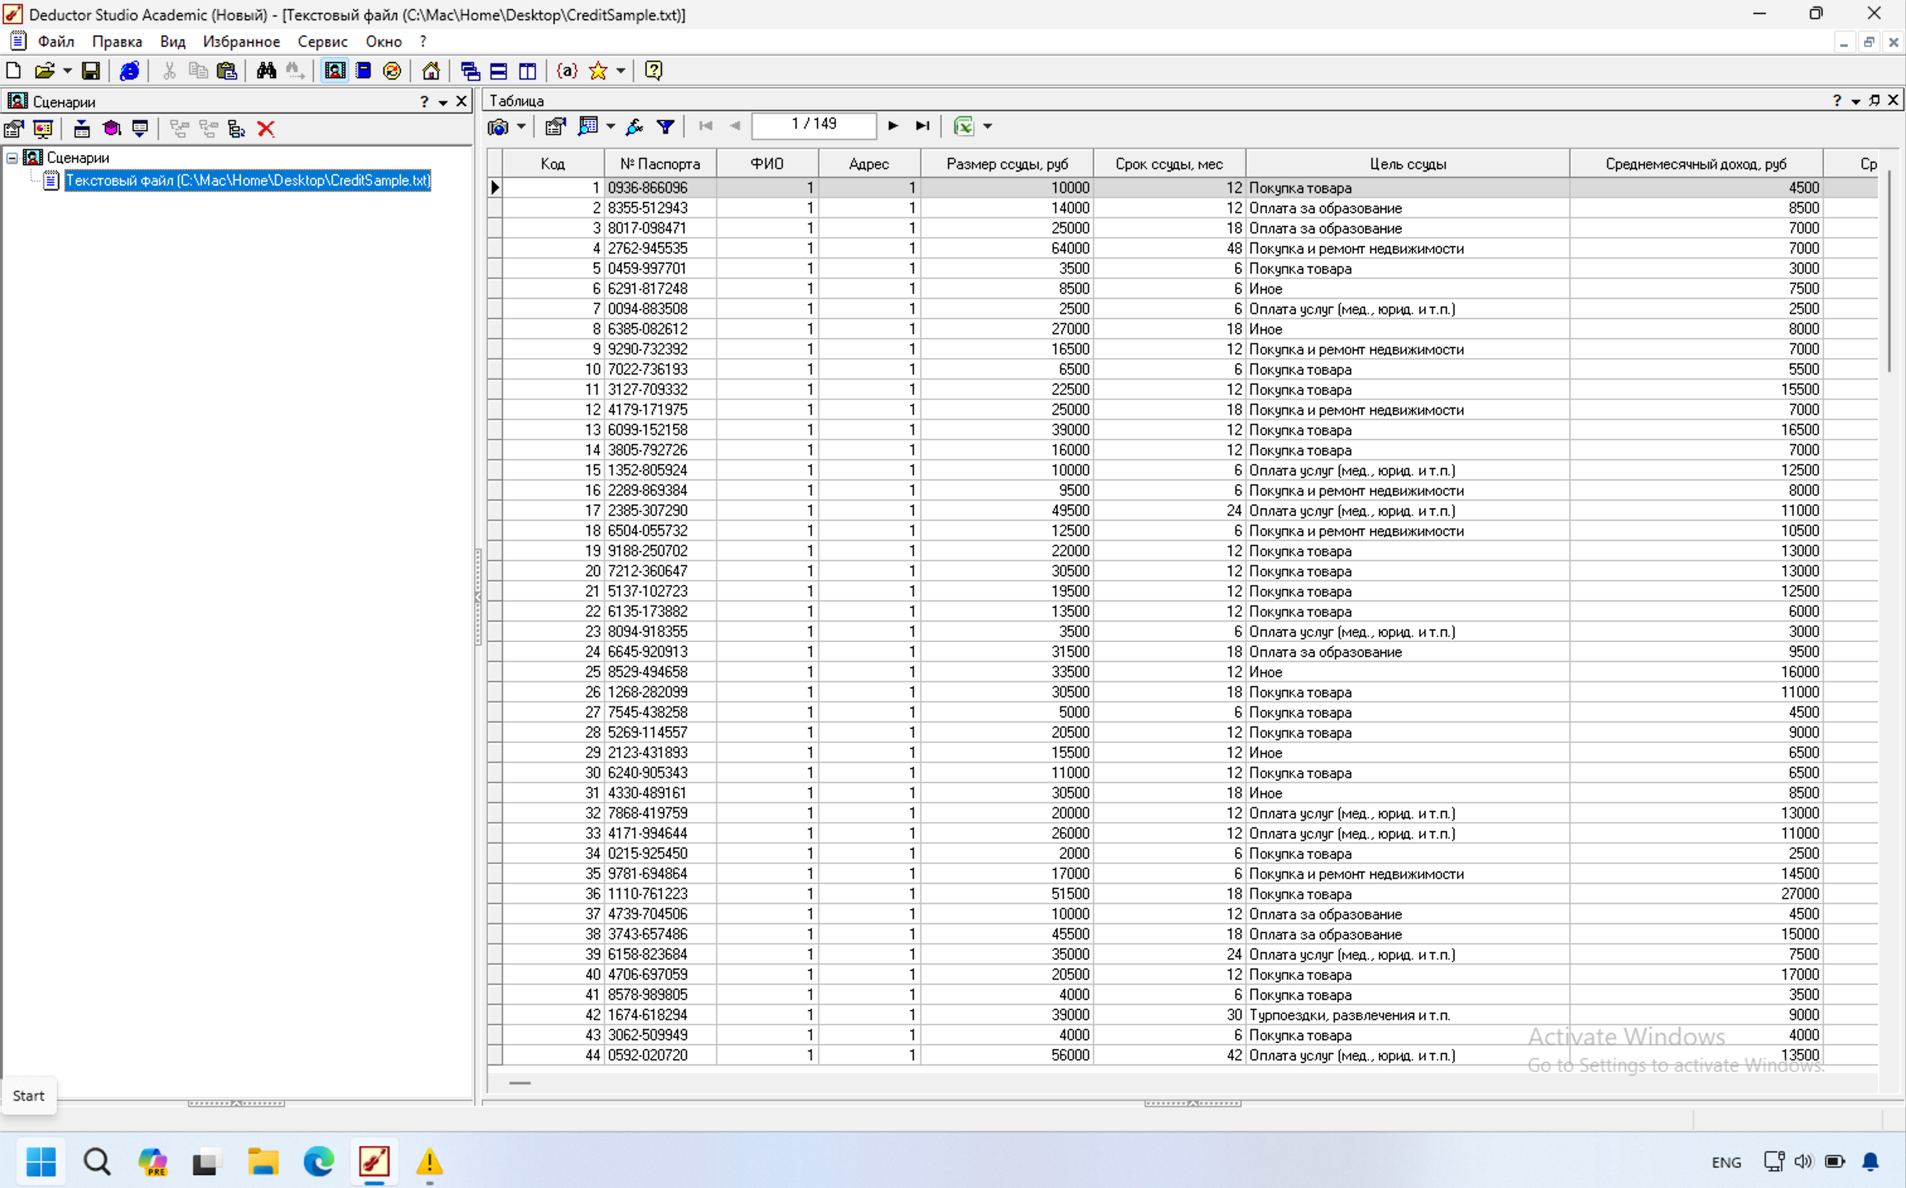 Deductor Studio Academic (Новый) - [Текстовый файл (C:\Mac\Home\Desktop\CreditSample.txt)]
Файл Правка Вид Избранное Сервис Окно ?
Сценарии
Таблица
1 / 149
Сценарии
Текстовый файл (C:\Mac\Home\Desktop\CreditSample.txt)
Код № Паспорта ФИО Адрес Размер ссуды, руб Срок ссуды, мес Цель ссуды Среднемесячный доход, руб Ср
1 0936-866096 1 1 10000 12 Покупка товара 4500
2 8355-512943 1 1 14000 12 Оплата за образование 8500
3 8017-098471 1 1 25000 18 Оплата за образование 7000
4 2762-945535 1 1 64000 48 Покупка и ремонт недвижимости 7000
5 0459-997701 1 1 3500 6 Покупка товара 3000
6 6291-817248 1 1 8500 6 Иное 7500
7 0094-883508 1 1 2500 6 Оплата услуг (мед., юрид. и т.п.) 2500
8 6385-082612 1 1 27000 18 Иное 8000
9 9290-732392 1 1 16500 12 Покупка и ремонт недвижимости 7000
10 7022-736193 1 1 6500 6 Покупка товара 5500
11 3127-709332 1 1 22500 12 Покупка товара 15500
12 4179-171975 1 1 25000 18 Покупка и ремонт недвижимости 7000
13 6099-152158 1 1 39000 12 Покупка товара 16500
14 3805-792726 1 1 16000 12 Покупка товара 7000
15 1352-805924 1 1 10000 6 Оплата услуг (мед., юрид. и т.п.) 12500
16 2289-869384 1 1 9500 6 Покупка и ремонт недвижимости 8000
17 2385-307290 1 1 49500 24 Оплата услуг (мед., юрид. и т.п.) 11000
18 6504-055732 1 1 12500 6 Покупка и ремонт недвижимости 10500
19 9188-250702 1 1 22000 12 Покупка товара 13000
20 7212-360647 1 1 30500 12 Покупка товара 13000
21 5137-102723 1 1 19500 12 Покупка товара 12500
22 6135-173882 1 1 13500 12 Покупка товара 6000
23 8094-918355 1 1 3500 6 Оплата услуг (мед., юрид. и т.п.) 3000
24 6645-920913 1 1 31500 18 Оплата за образование 9500
25 8529-494658 1 1 33500 12 Иное 16000
26 1268-282099 1 1 30500 18 Покупка товара 11000
27 7545-438258 1 1 5000 6 Покупка товара 4500
28 5269-114557 1 1 20500 12 Покупка товара 9000
29 2123-431893 1 1 15500 12 Иное 6500
30 6240-905343 1 1 11000 12 Покупка товара 6500
31 4330-489161 1 1 30500 18 Иное 8500
32 7868-419759 1 1 20000 12 Оплата услуг (мед., юрид. и т.п.) 13000
33 4171-994644 1 1 26000 12 Оплата услуг (мед., юрид. и т.п.) 11000
34 0215-925450 1 1 2000 6 Покупка товара 2500
35 9781-694864 1 1 17000 6 Покупка и ремонт недвижимости 14500
36 1110-761223 1 1 51500 18 Покупка товара 27000
37 4739-704506 1 1 10000 12 Оплата за образование 4500
38 3743-657486 1 1 45500 18 Оплата за образование 15000
39 6158-823684 1 1 35000 24 Оплата услуг (мед., юрид. и т.п.) 7500
40 4706-697059 1 1 20500 12 Покупка товара 17000
41 8578-989805 1 1 4000 6 Покупка товара 3500
42 1674-618294 1 1 39000 30 Турпоездки, развлечения и т.п. 9000
43 3062-509949 1 1 4000 6 Покупка товара 4000
44 0592-020720 1 1 56000 42 Оплата услуг (мед., юрид. и т.п.) 13500
Activate Windows
Go to Settings to activate Windows.
Start
PRE
ENG